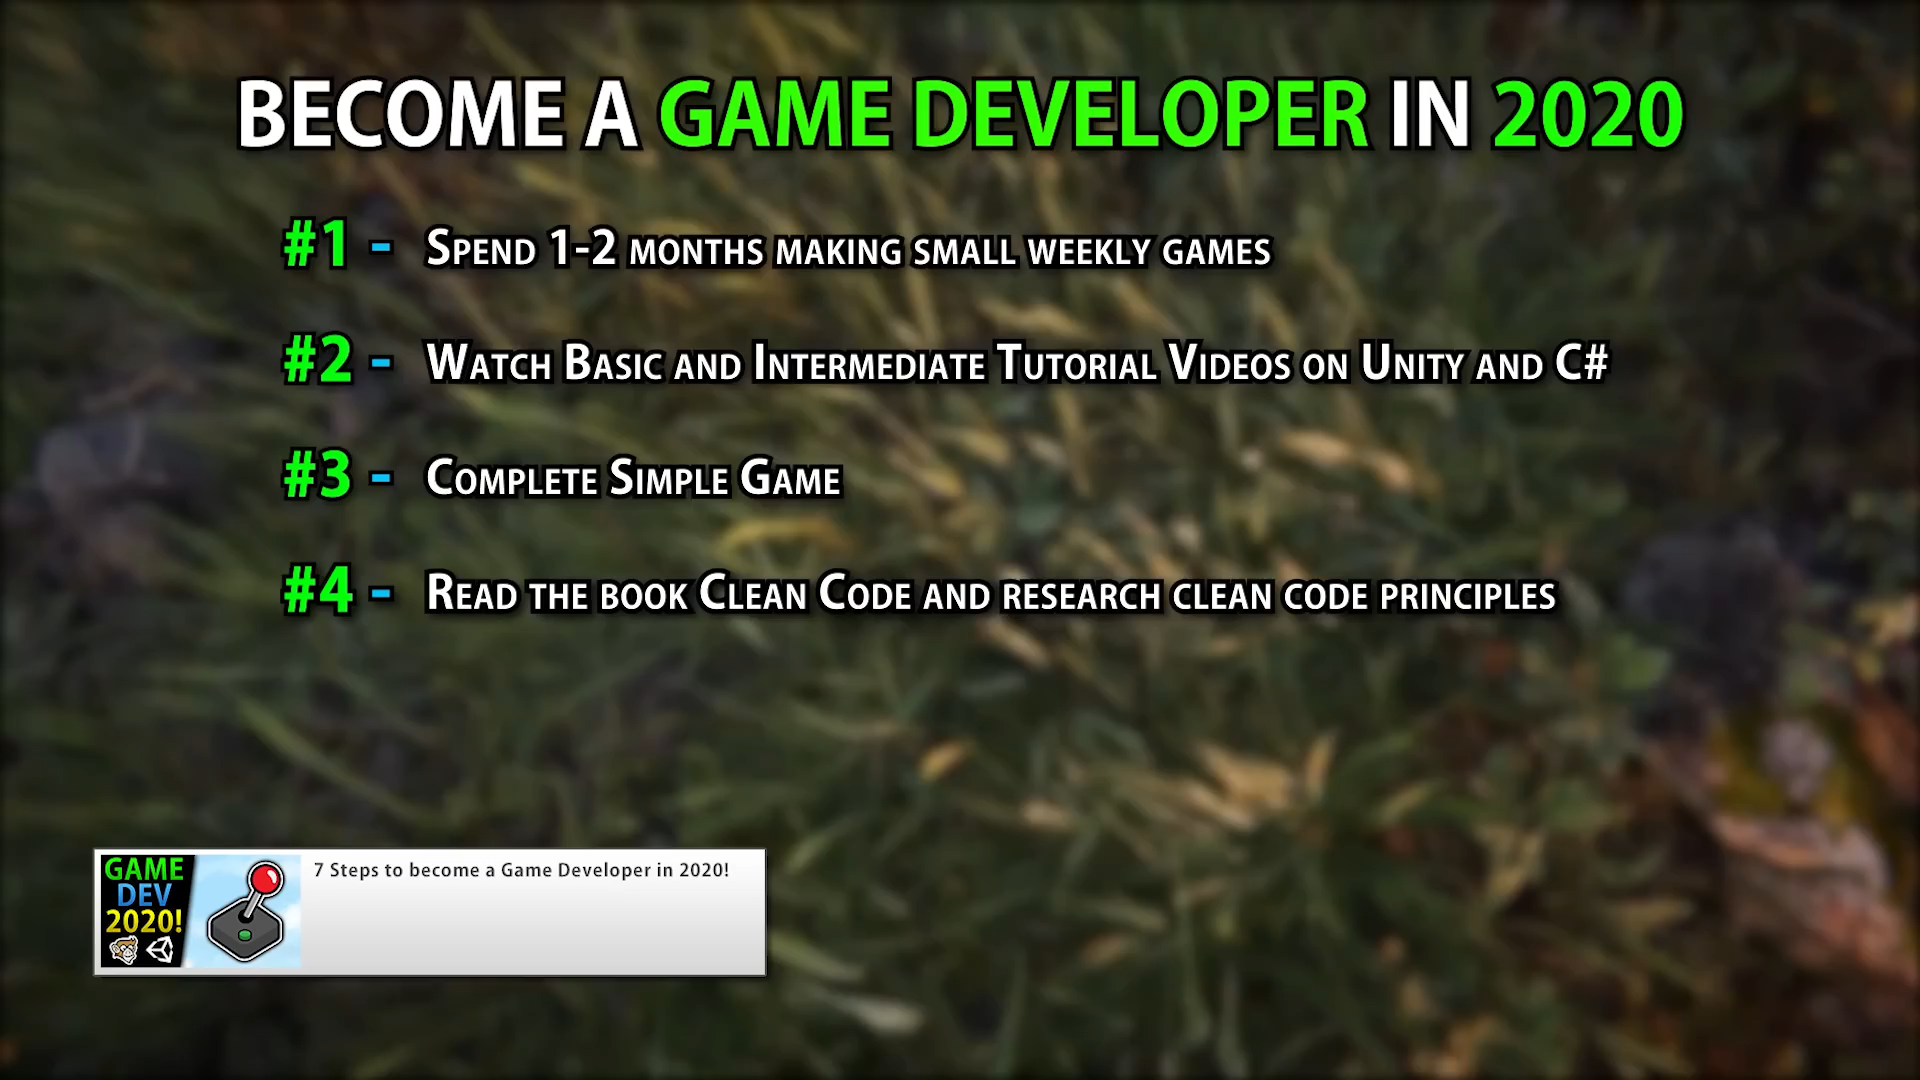 BECOME A GAME DEVELOPER IN 2020
#1 - Spend 1-2 months making small weekly games
#2 - Watch Basic and Intermediate Tutorial Videos on Unity and C#
#3 - Complete Simple Game
#4 - Read the book Clean Code and research clean code principles
GAME
DEV
2020!
7 Steps to become a Game Developer in 2020!